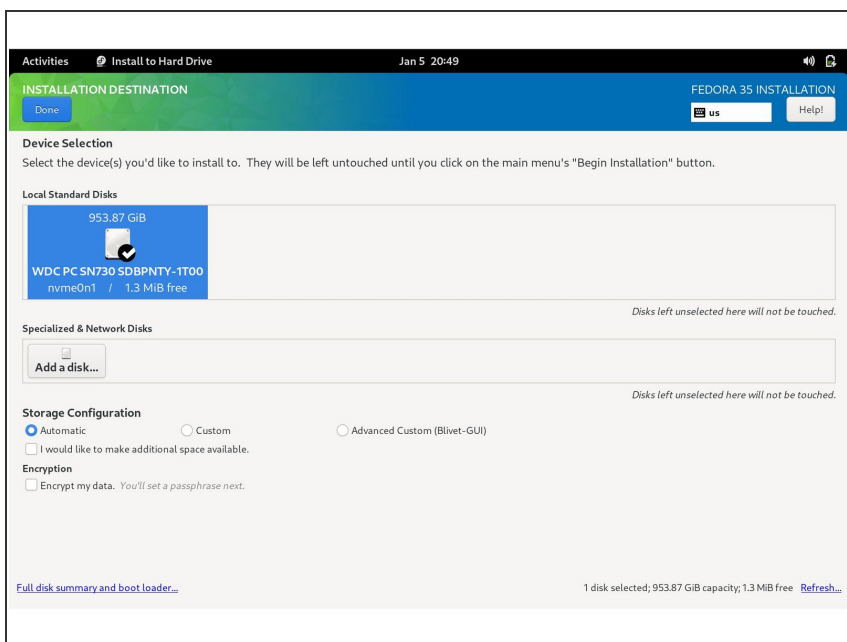 Activities Install to Hard Drive Jan 5 20:49
INSTALLATION DESTINATION FEDORA 35 INSTALLATION
Done us Help!
Device Selection
Select the device(s) you'd like to install to. They will be left untouched until you click on the main menu's "Begin Installation" button.
Local Standard Disks
953.87 GiB
WDC PC SN730 SDBPNTY-1T00
nvme0n1 / 1.3 MiB free
Disks left unselected here will not be touched.
Specialized & Network Disks
Add a disk...
Disks left unselected here will not be touched.
Storage Configuration
Automatic Custom Advanced Custom (Blivet-GUI)
I would like to make additional space available.
Encryption
Encrypt my data. You'll set a passphrase next.
Full disk summary and boot loader... 1 disk selected; 953.87 GiB capacity; 1.3 MiB free Refresh...